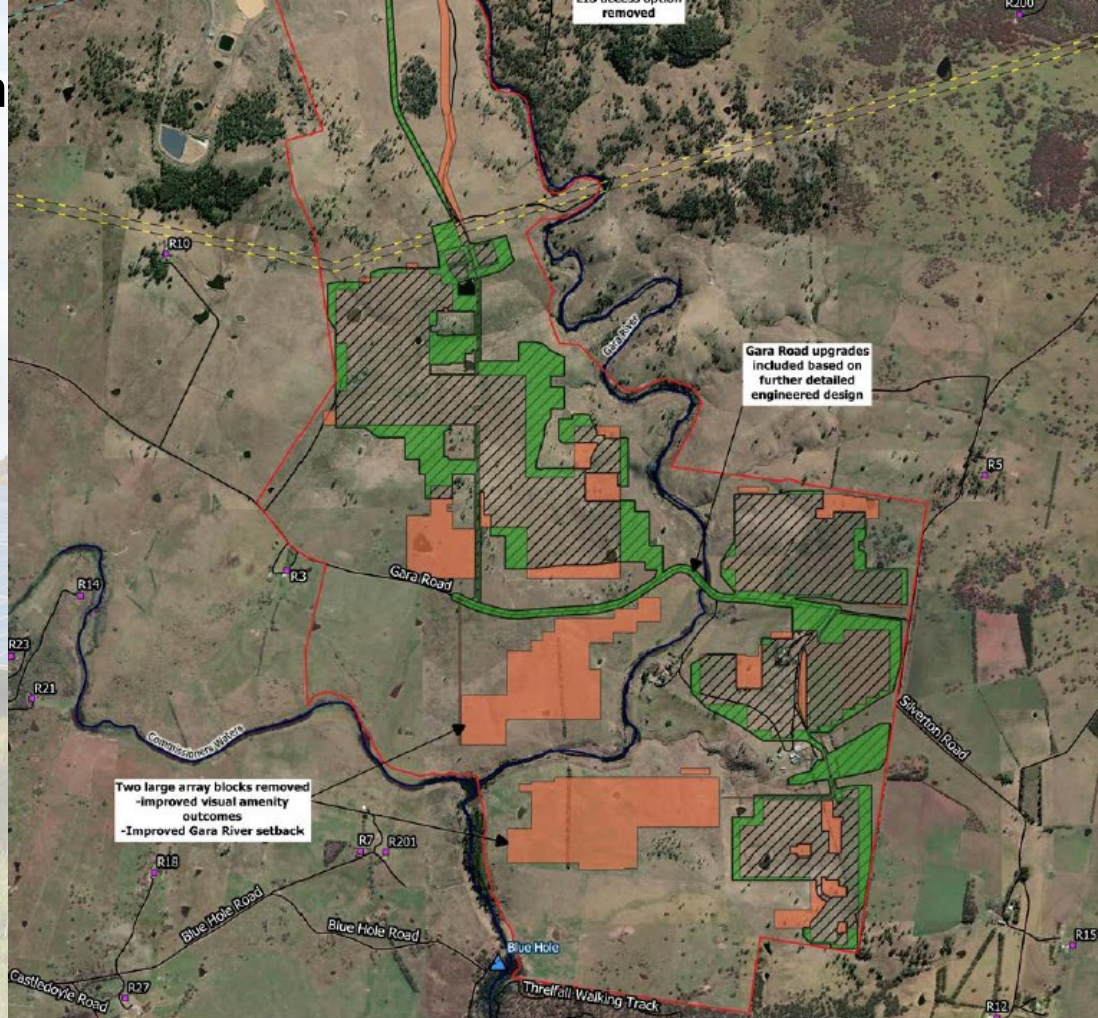 removed
R200
R10
Gara River
Gara Road upgrades
included based on
further detailed
engineered design
R5
R3
Gara Road
R14
R23
R21
Commissioners Waters
Silverton Road
Two large array blocks removed
-improved visual amenity
outcomes
-Improved Gara River setback
R7
R201
R18
Blue Hole Road
Blue Hole Road
Blue Hole
R15
Castledoyle Road
R27
Threlfall Walking Track
R12